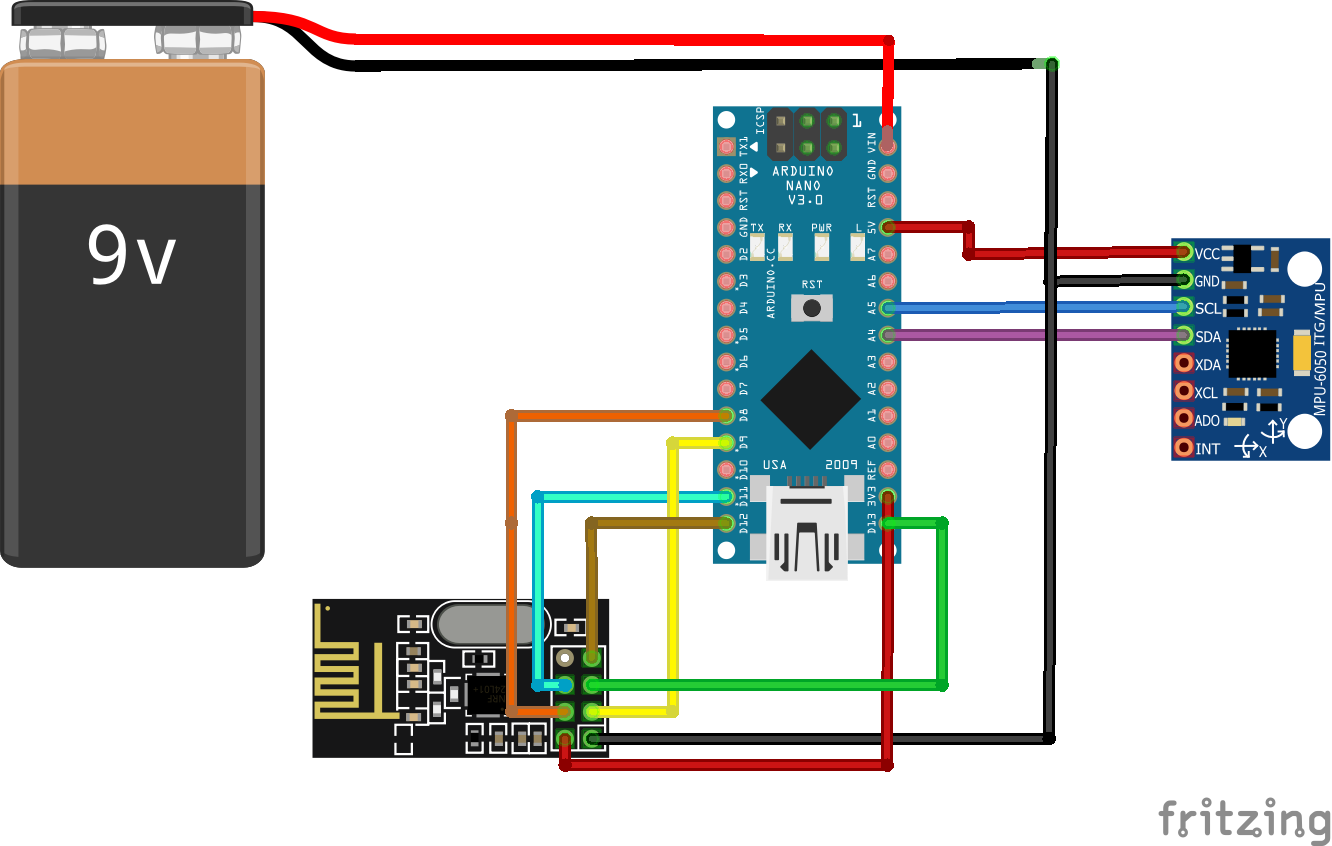 9v
ICSP
1
TX1
RX0
RST
GND
D2
D3
D4
D5
D6
D7
D8
D9
D10
D11
D12
ARDUINO
NANO
V3.0
TX RX PWR L
ARDUINO.CC
RST
USA 2009
VIN
GND
RST
5V
A7
A6
A5
A4
A3
A2
A1
A0
REF
3V3
D13
VCC
GND
SCL
SDA
XDA
XCL
ADO
INT
MPU-6050 ITG/MPU
Y
X
fritzing